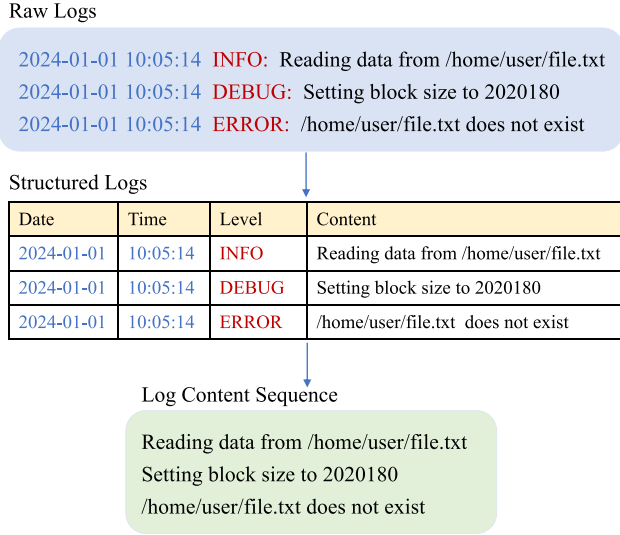 Raw Logs
2024-01-01 10:05:14 INFO: Reading data from /home/user/file.txt
2024-01-01 10:05:14 DEBUG: Setting block size to 2020180
2024-01-01 10:05:14 ERROR: /home/user/file.txt does not exist
Structured Logs
Date Time Level Content
2024-01-01 10:05:14 INFO Reading data from /home/user/file.txt
2024-01-01 10:05:14 DEBUG Setting block size to 2020180
2024-01-01 10:05:14 ERROR /home/user/file.txt does not exist
Log Content Sequence
Reading data from /home/user/file.txt
Setting block size to 2020180
/home/user/file.txt does not exist